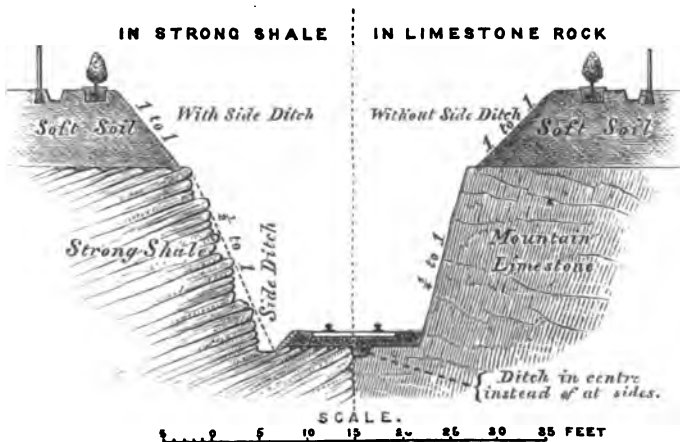 IN STRONG SHALE
IN LIMESTONE ROCK
1 to 1
With Side Ditch
Without Side Ditch
1 to 1
Soft Soil
Soft Soil
to 1
Strong Shale
Side Ditch
¼ to 1
Mountain
Limestone
Ditch in centre
instead of at sides.
SCALE.
5 0 5 10 15 20 25 30 35 FEET